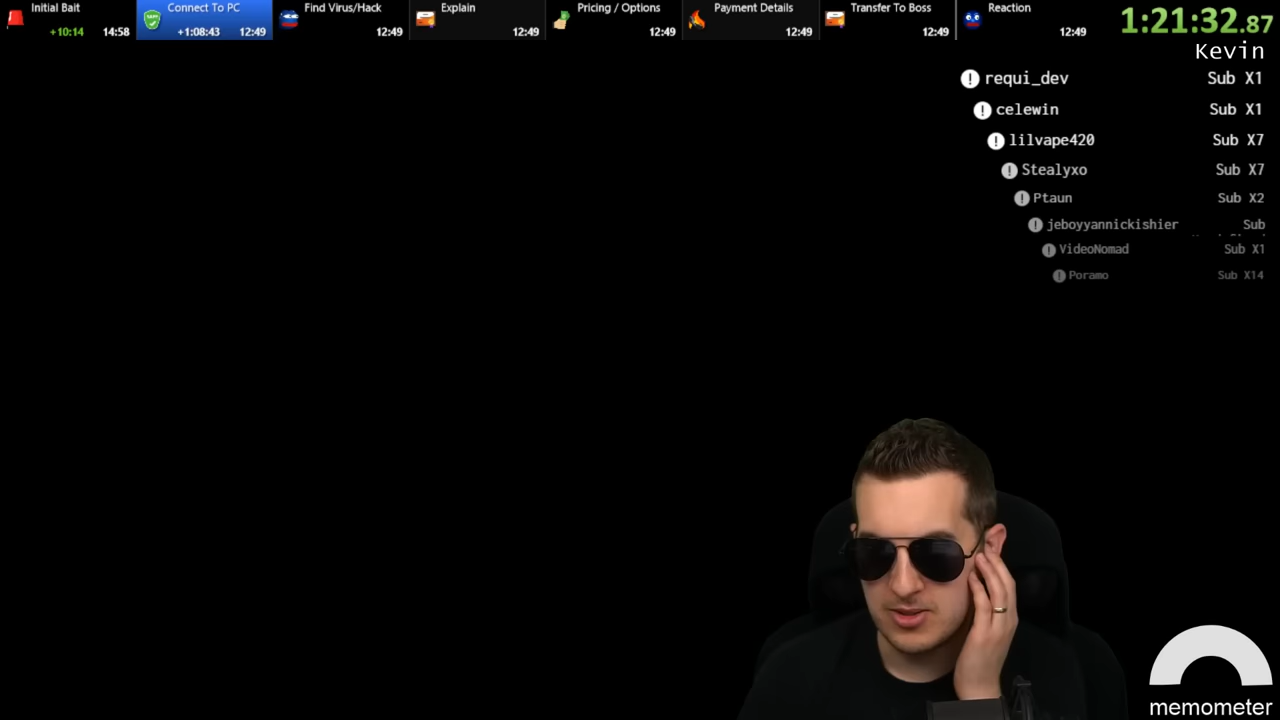 Initial Bait
+10:14 14:58
Connect To PC
+1:08:43 12:49
Find Virus/Hack
12:49
Explain
12:49
Pricing / Options
12:49
Payment Details
12:49
Transfer To Boss
12:49
Reaction
12:49
1:21:32.87
Kevin
requi_dev Sub X1
celewin Sub X1
lilvape420 Sub X7
Stealyxo Sub X7
Ptaun Sub X2
jeboyyannickishier Sub
VideoNomad Sub X1
Poramo Sub X14
memometer